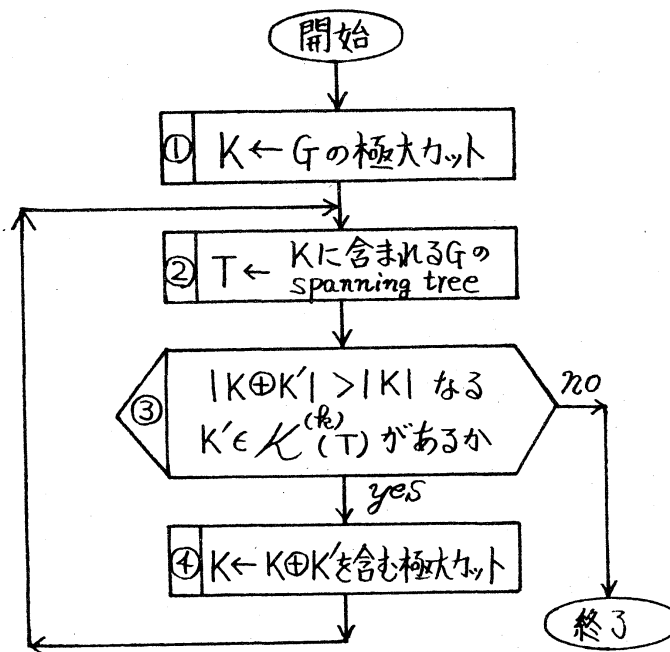 開始
① K ← G の極大カット
② T ← Kに含まれるGの
spanning tree
③ |K⊕K'| > |K| なる
K' ∈ 𝒦^(k)(T) があるか
no
yes
④ K ← K⊕K'を含む極大カット
終了